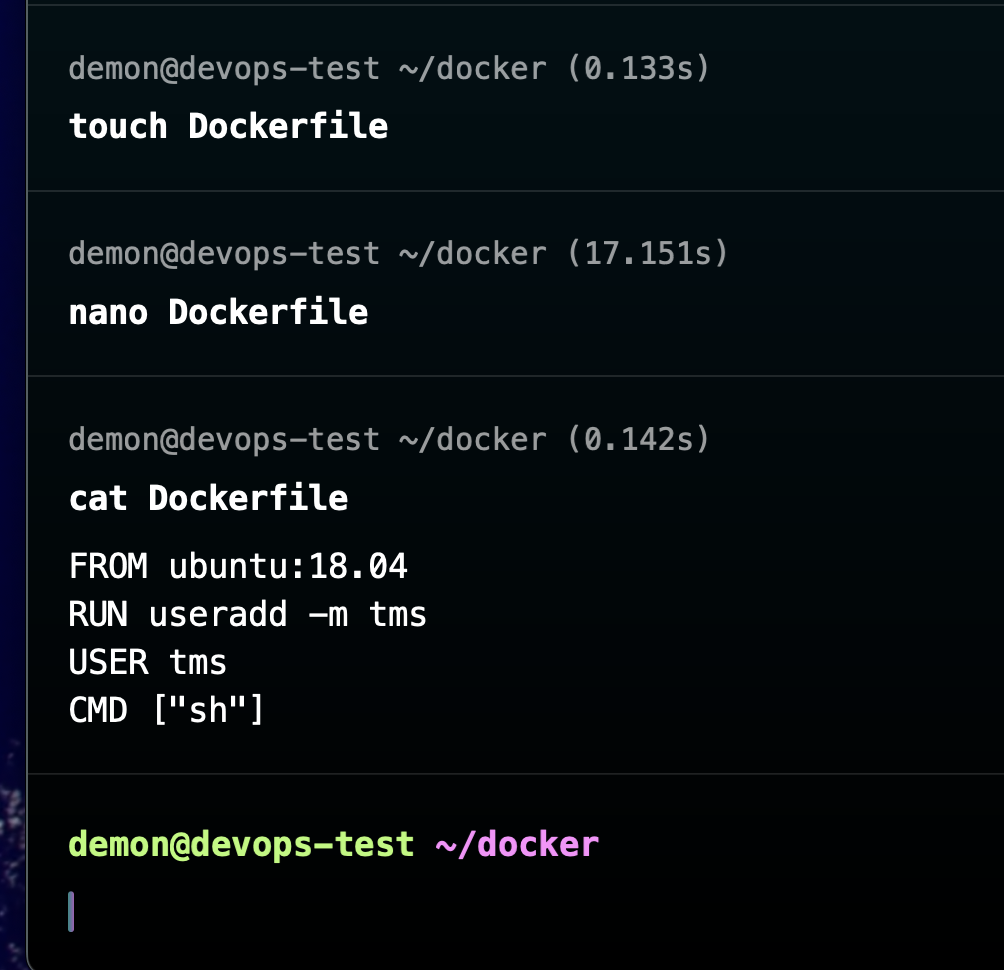 demon@devops-test ~/docker (0.133s)
touch Dockerfile
demon@devops-test ~/docker (17.151s)
nano Dockerfile
demon@devops-test ~/docker (0.142s)
cat Dockerfile
FROM ubuntu:18.04
RUN useradd -m tms
USER tms
CMD ["sh"]
demon@devops-test ~/docker